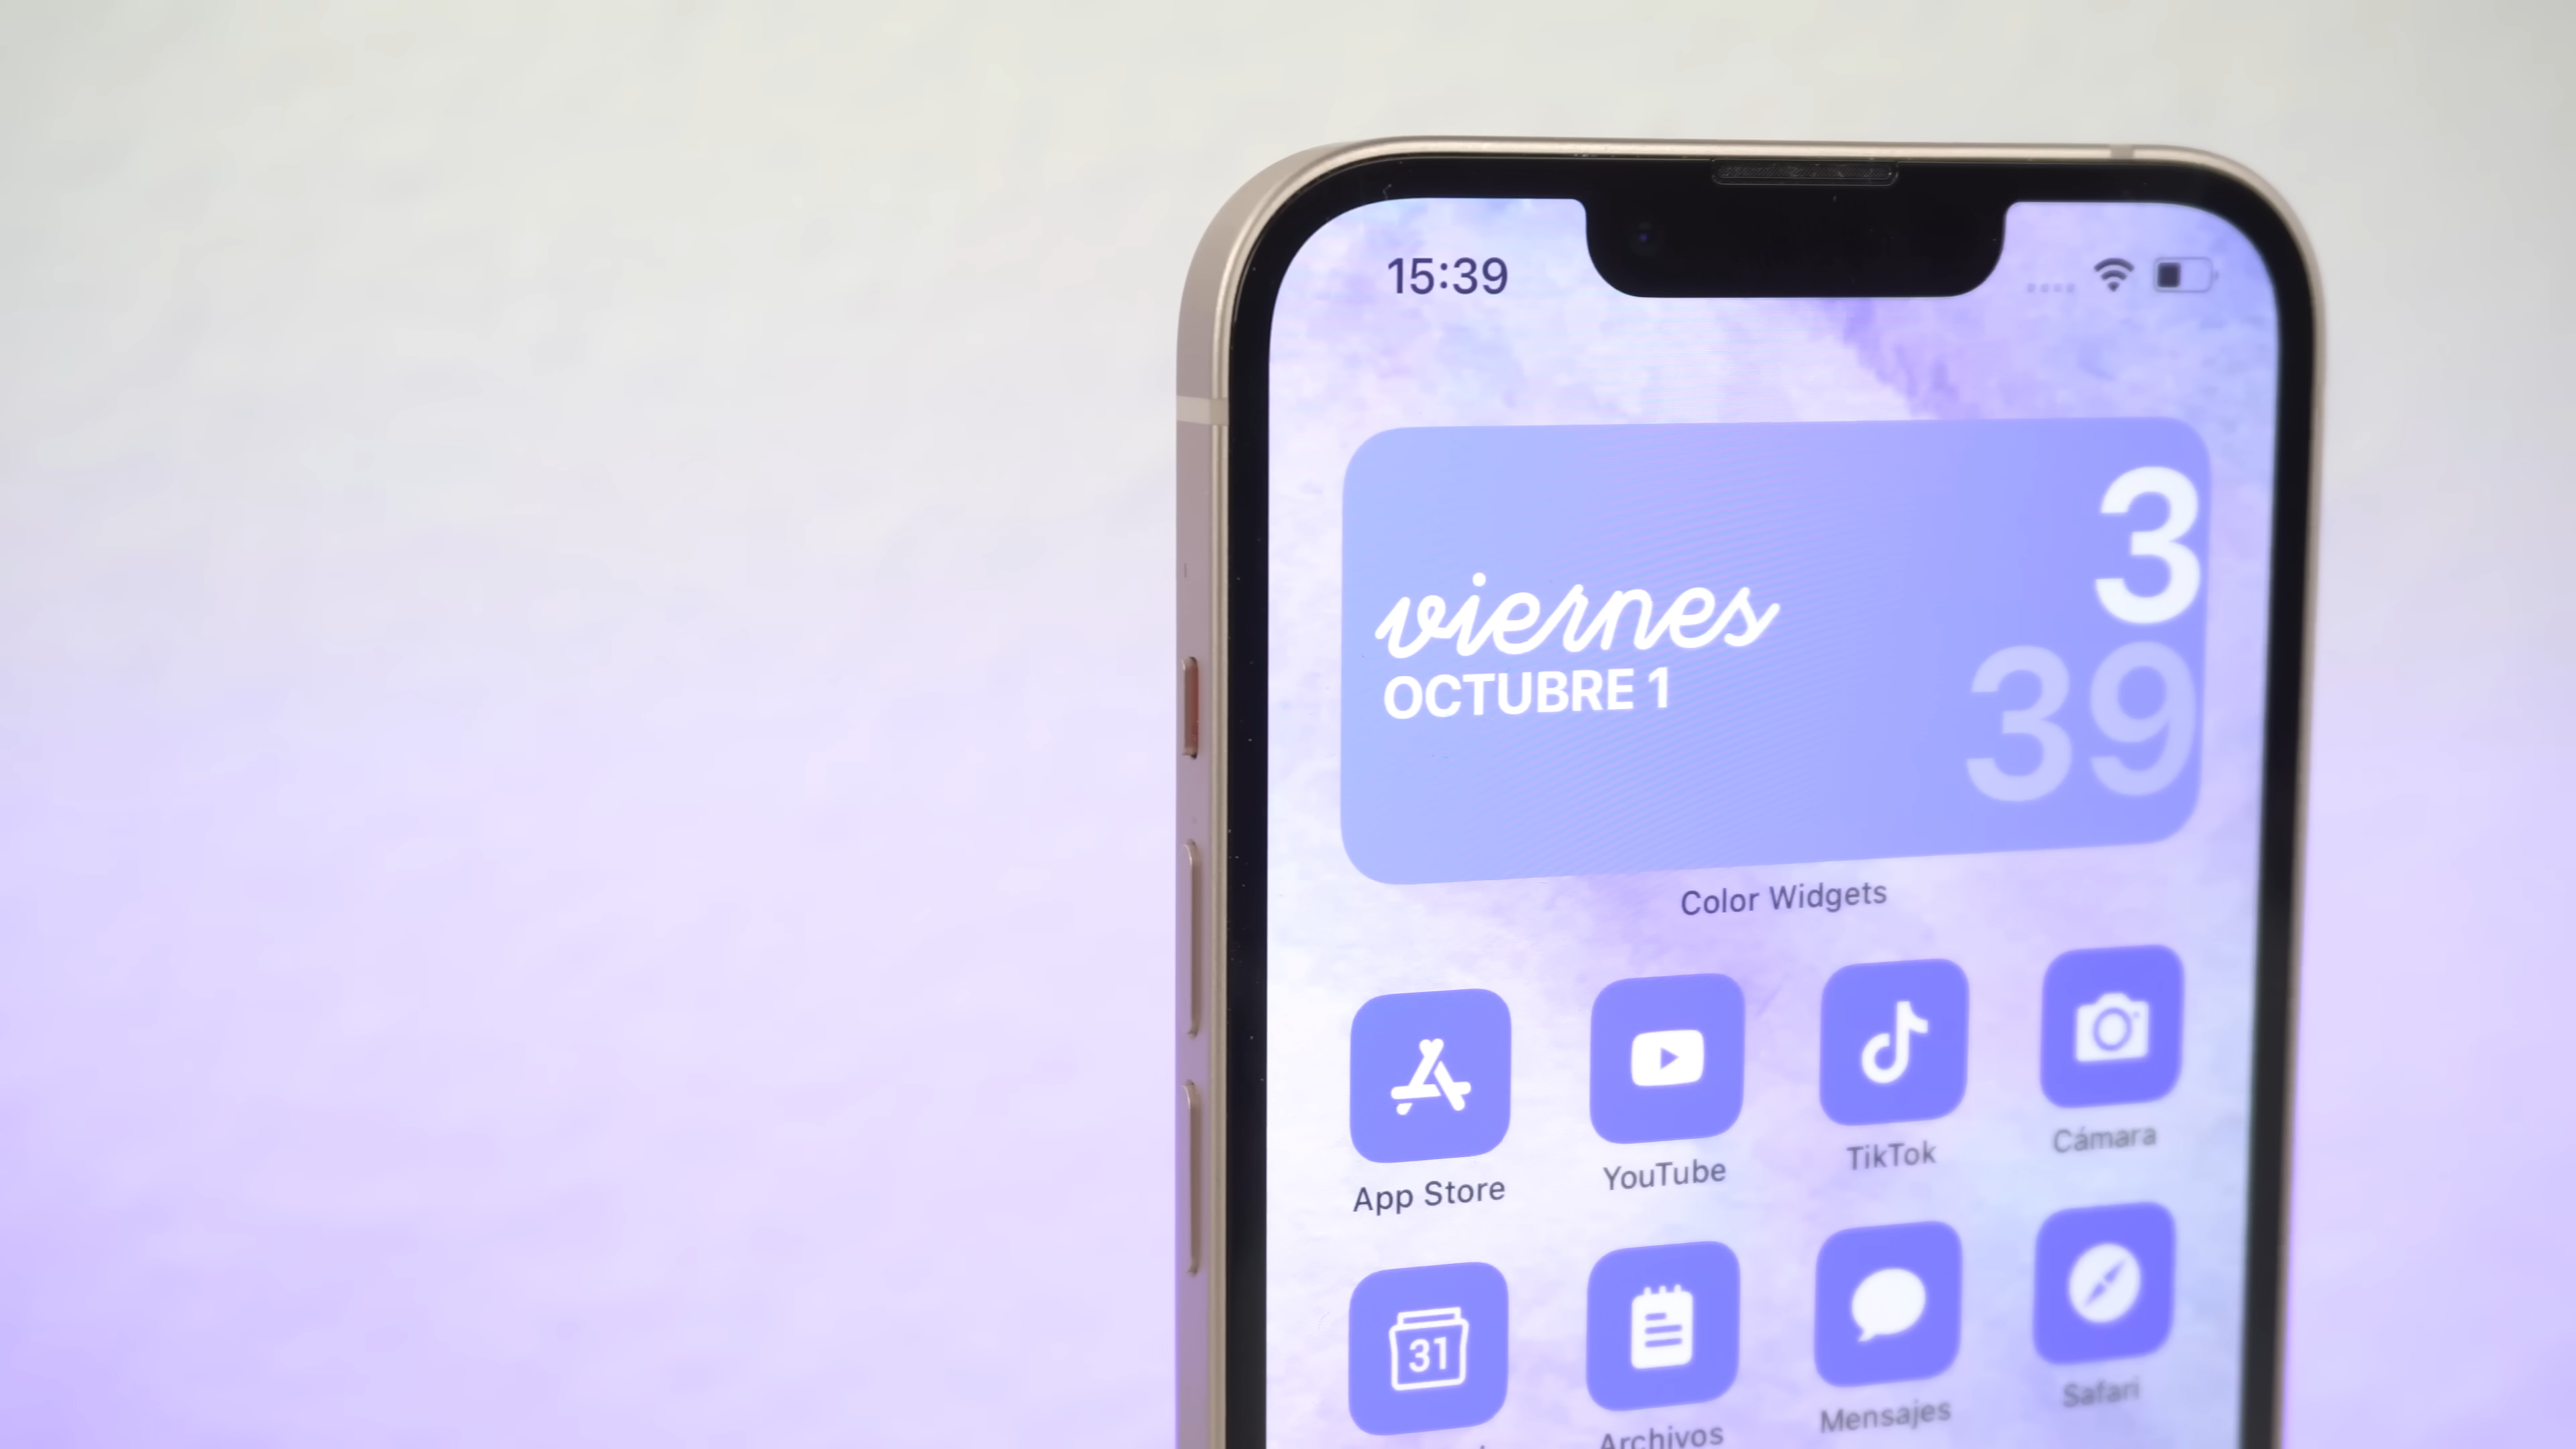 15:39
3
39
viernes
OCTUBRE 1
Color Widgets
App Store
YouTube
TikTok
Cámara
31
Archivos
Mensajes
Safari